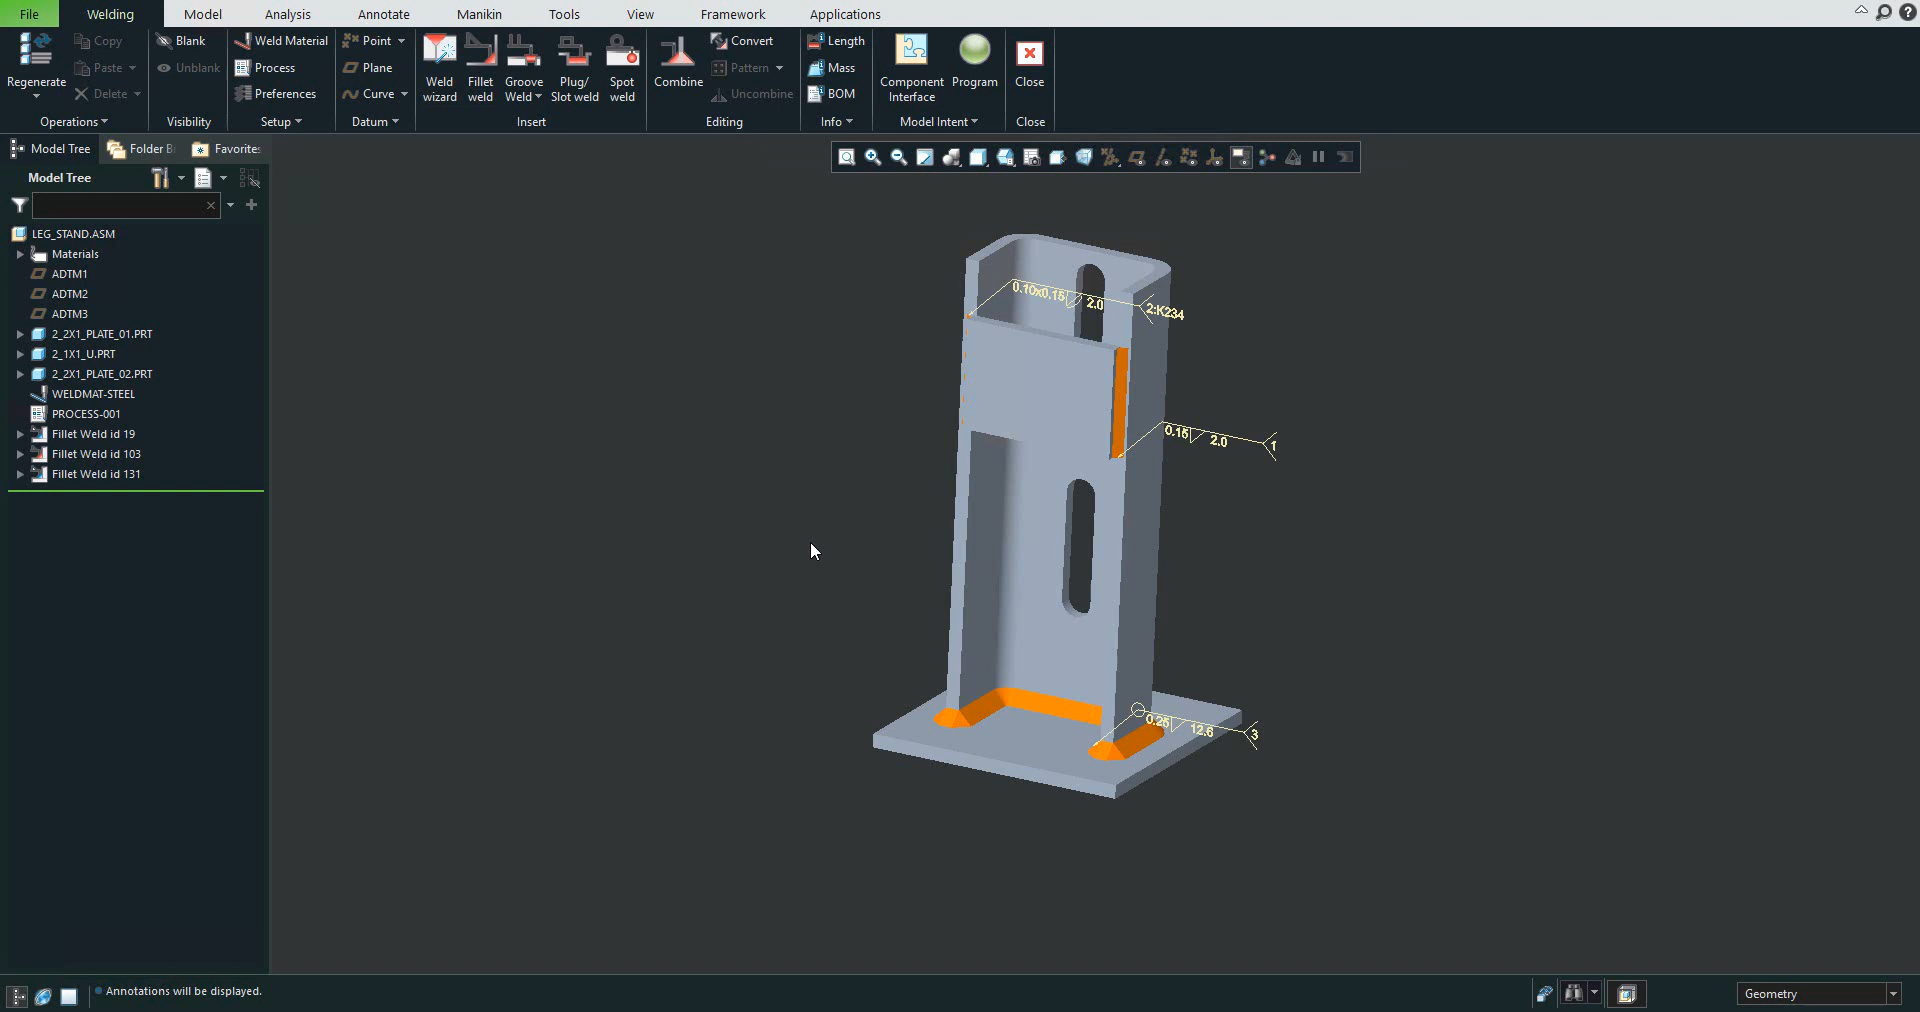 File Welding Model Analysis Annotate Manikin Tools View Framework Applications
Regenerate
Copy
Paste
Delete
Operations
Blank
Unblank
Visibility
Weld Material
Process
Preferences
Setup
Point
Plane
Curve
Datum
Weld wizard
Fillet weld
Groove Weld
Plug/ Slot weld
Spot weld
Insert
Combine
Convert
Pattern
Uncombine
Editing
Length
Mass
BOM
Info
Component Interface
Program
Model Intent
Close
Close
Model Tree
Folder B
Favorites
Model Tree
LEG_STAND.ASM
Materials
ADTM1
ADTM2
ADTM3
2_2X1_PLATE_01.PRT
2_1X1_U.PRT
2_2X1_PLATE_02.PRT
WELDMAT-STEEL
PROCESS-001
Fillet Weld id 19
Fillet Weld id 103
Fillet Weld id 131
0.10x0.15 2.0 2:K234
0.15 2.0 1
0.25 12.6 3
Annotations will be displayed.
Geometry